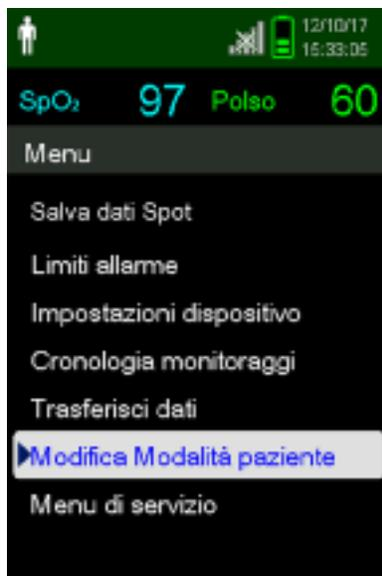 12/10/17
15:33:05
SpO₂ 97 Polso 60
Menu
Salva dati Spot
Limiti allarme
Impostazioni dispositivo
Cronologia monitoraggi
Trasferisci dati
Modifica Modalità paziente
Menu di servizio